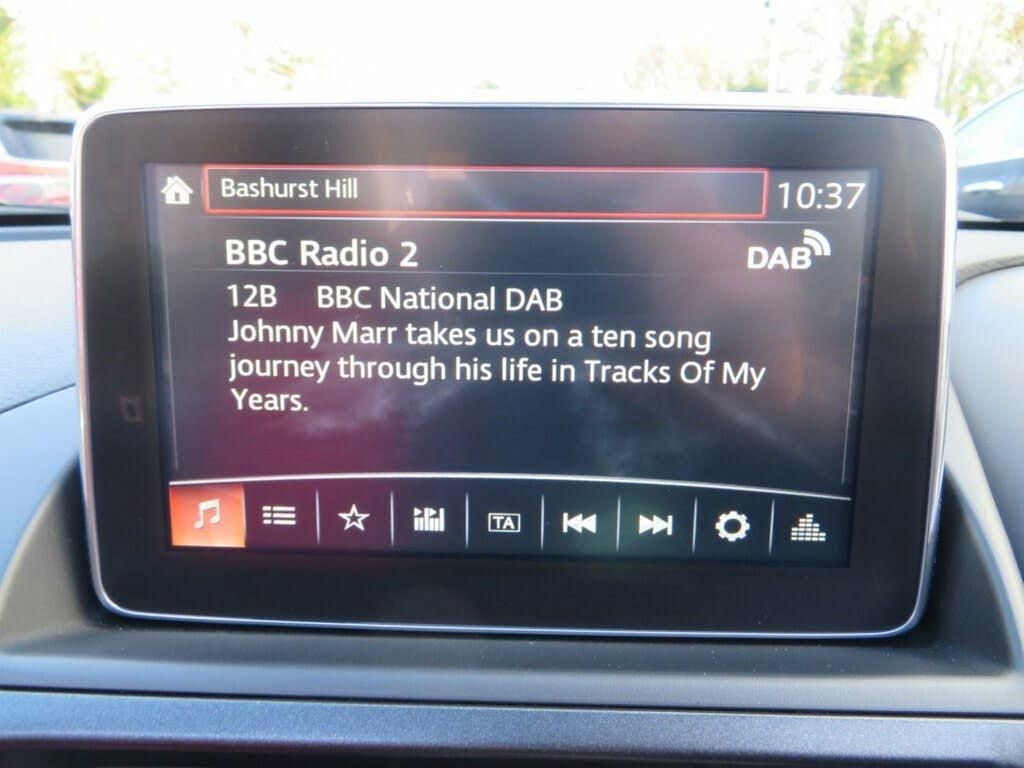 Bashurst Hill 10:37
BBC Radio 2 DAB
12B BBC National DAB
Johnny Marr takes us on a ten song
journey through his life in Tracks Of My
Years.
TA